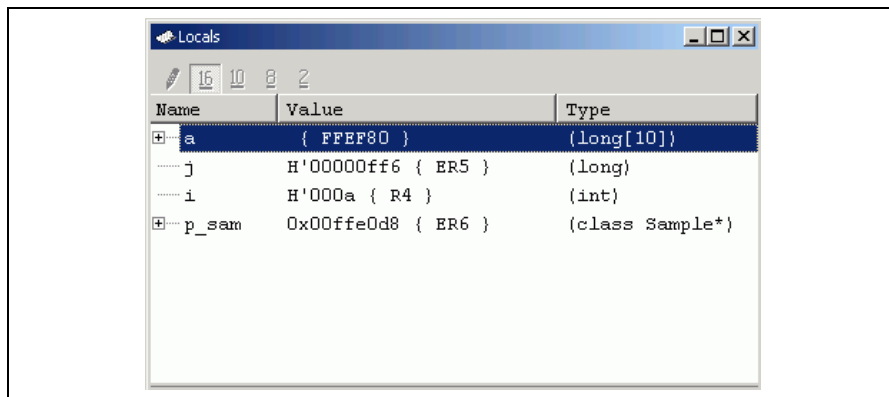 Locals
16 10 8 2
Name Value Type
a { FFEF80 } (long[10])
j H'00000ff6 { ER5 } (long)
i H'000a { R4 } (int)
p_sam 0x00ffe0d8 { ER6 } (class Sample*)